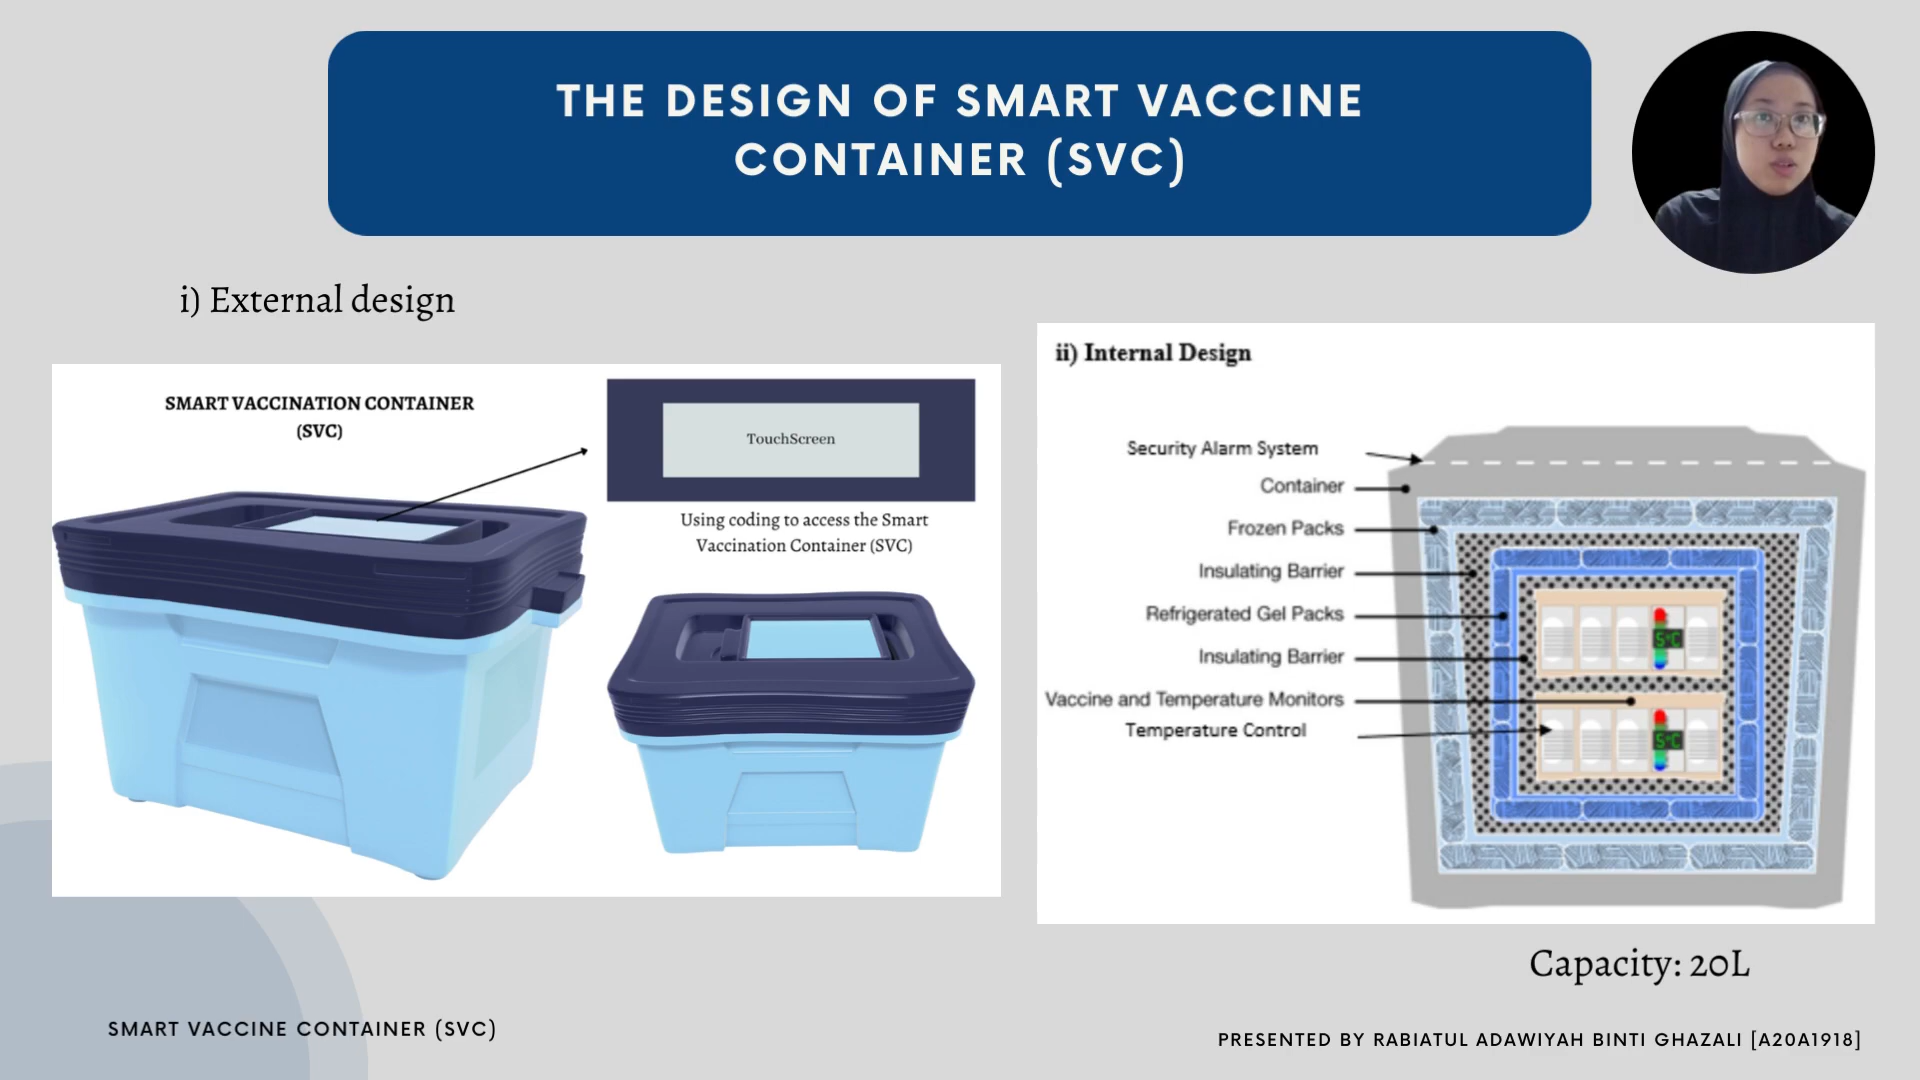 THE DESIGN OF SMART VACCINE
CONTAINER (SVC)
i) External design
SMART VACCINATION CONTAINER
(SVC)
TouchScreen
Using coding to access the Smart
Vaccination Container (SVC)
ii) Internal Design
Security Alarm System
Container
Frozen Packs
Insulating Barrier
Refrigerated Gel Packs
Insulating Barrier
Vaccine and Temperature Monitors
Temperature Control
5°C
5°C
Capacity: 20L
SMART VACCINE CONTAINER (SVC)
PRESENTED BY RABIATUL ADAWIYAH BINTI GHAZALI [A20A1918]